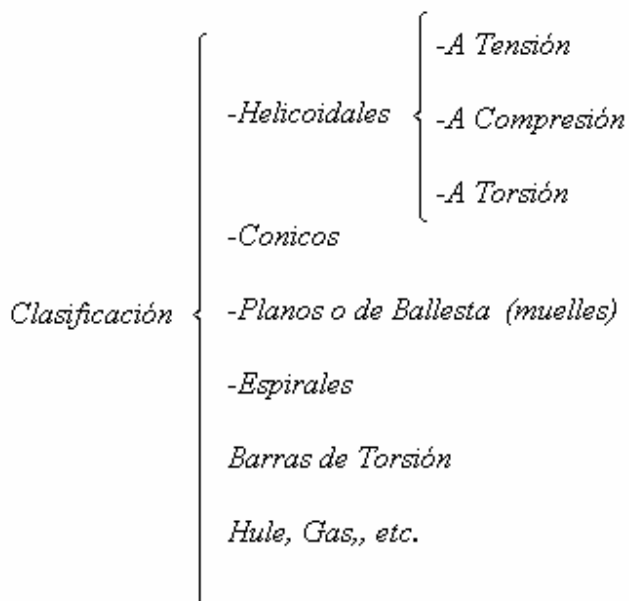 -A Tensión
-Helicoidales
-A Compresión
-A Torsión
-Conicos
Clasificación
-Planos o de Ballesta (muelles)
-Espirales
Barras de Torsión
Hule, Gas,, etc.